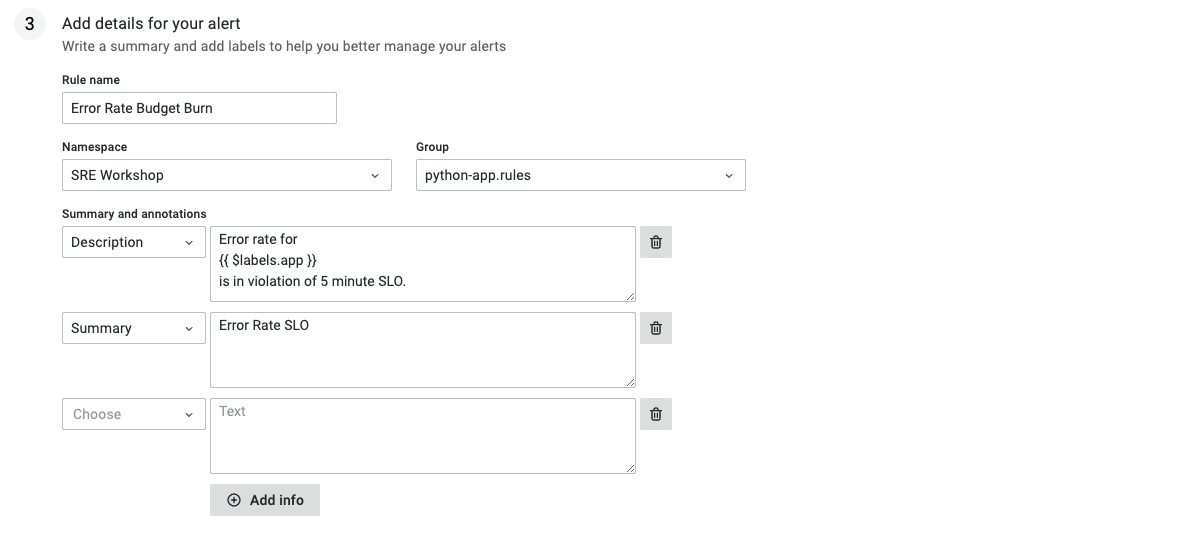 3
Add details for your alert
Write a summary and add labels to help you better manage your alerts
Rule name
Error Rate Budget Burn
Namespace
Group
SRE Workshop
python-app.rules
Summary and annotations
Description
Error rate for
{{ $labels.app }}
is in violation of 5 minute SLO.
Summary
Error Rate SLO
Choose
Text
Add info